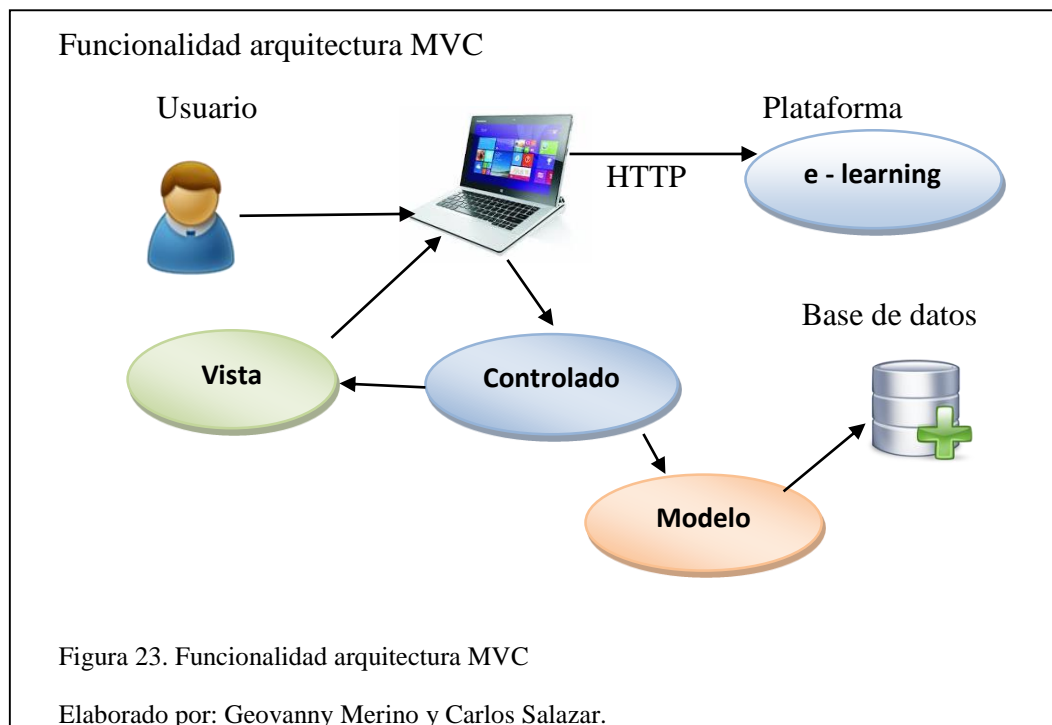 Funcionalidad arquitectura MVC
Usuario
Plataforma
HTTP
e - learning
Base de datos
Vista
Controlado
Modelo
Figura 23. Funcionalidad arquitectura MVC
Elaborado por: Geovanny Merino y Carlos Salazar.